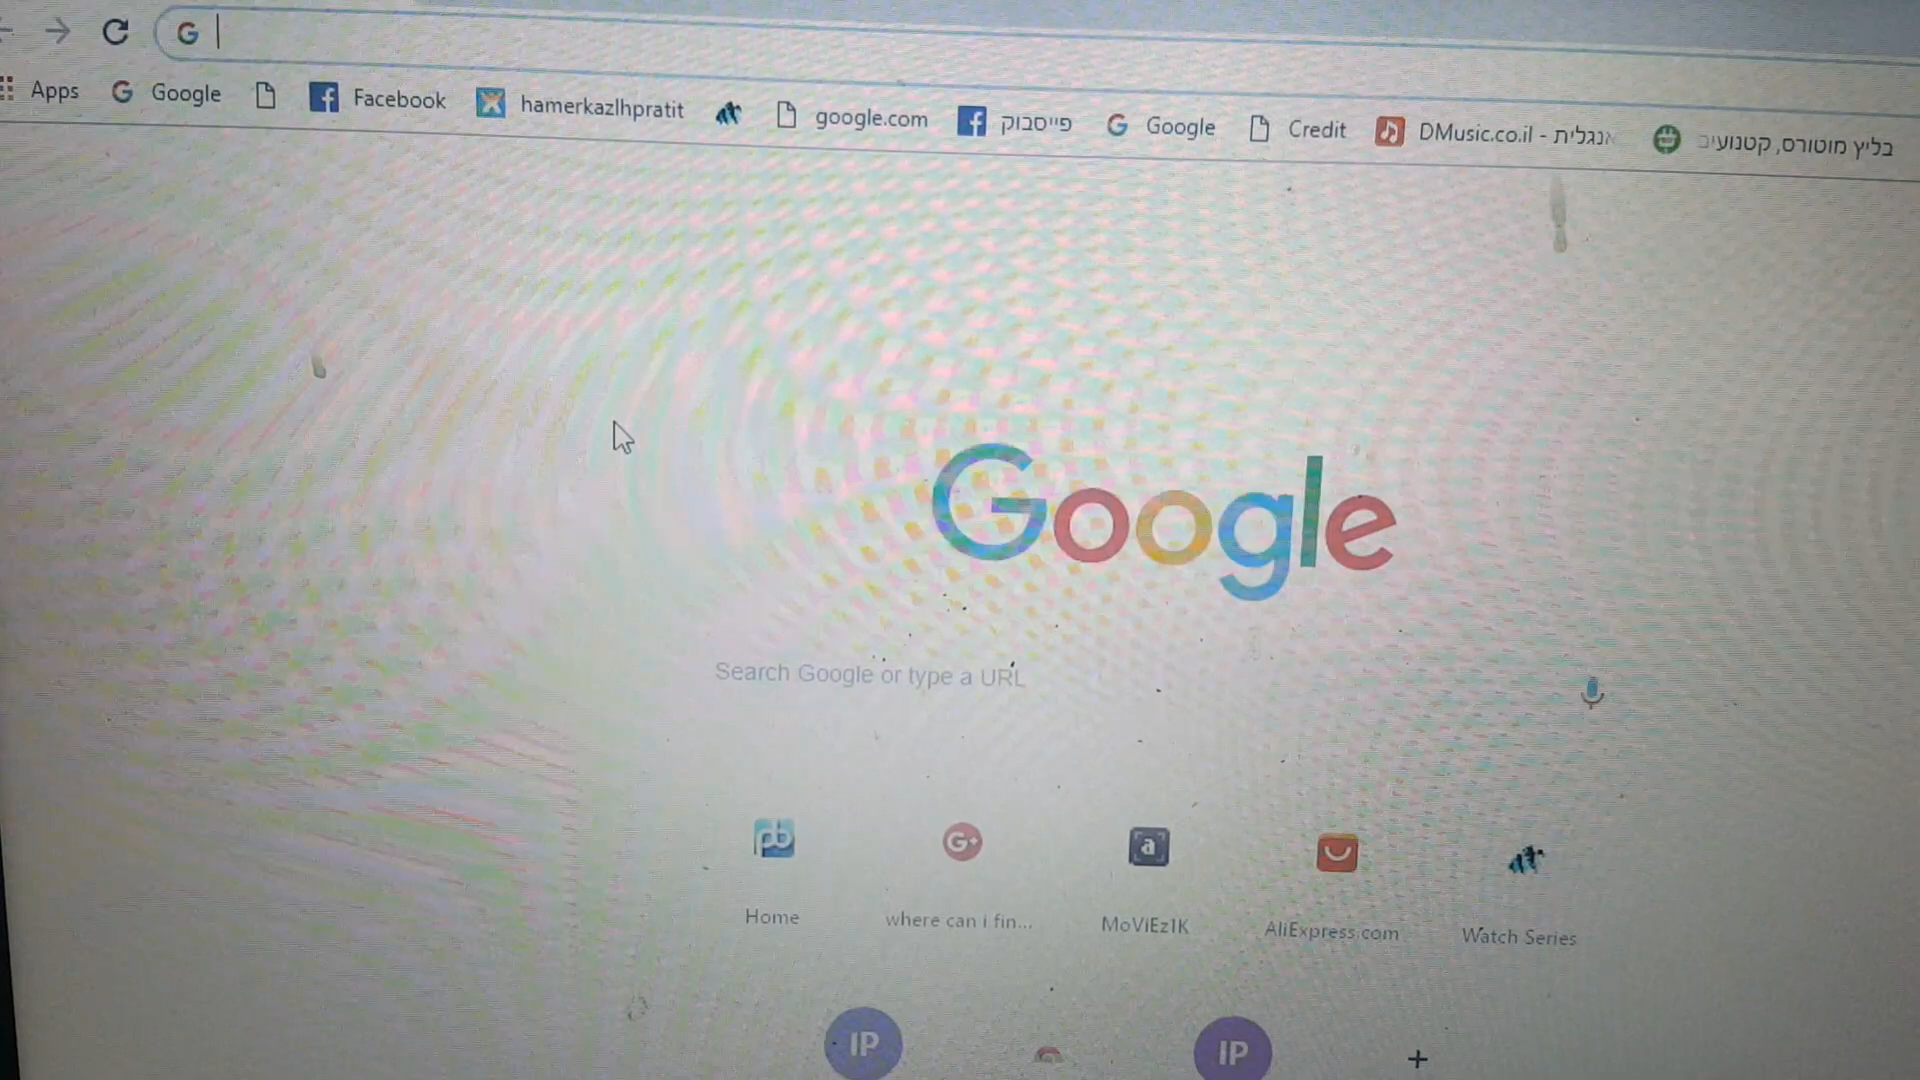 Apps Google Facebook hamerkazlhpratit google.com פייסבוק Google Credit DMusic.co.il - אנגלית בליץ מוטורס, קטנועים
Google
Search Google or type a URL
Home where can i fin... MoViEz1K AliExpress.com Watch Series
IP IP +